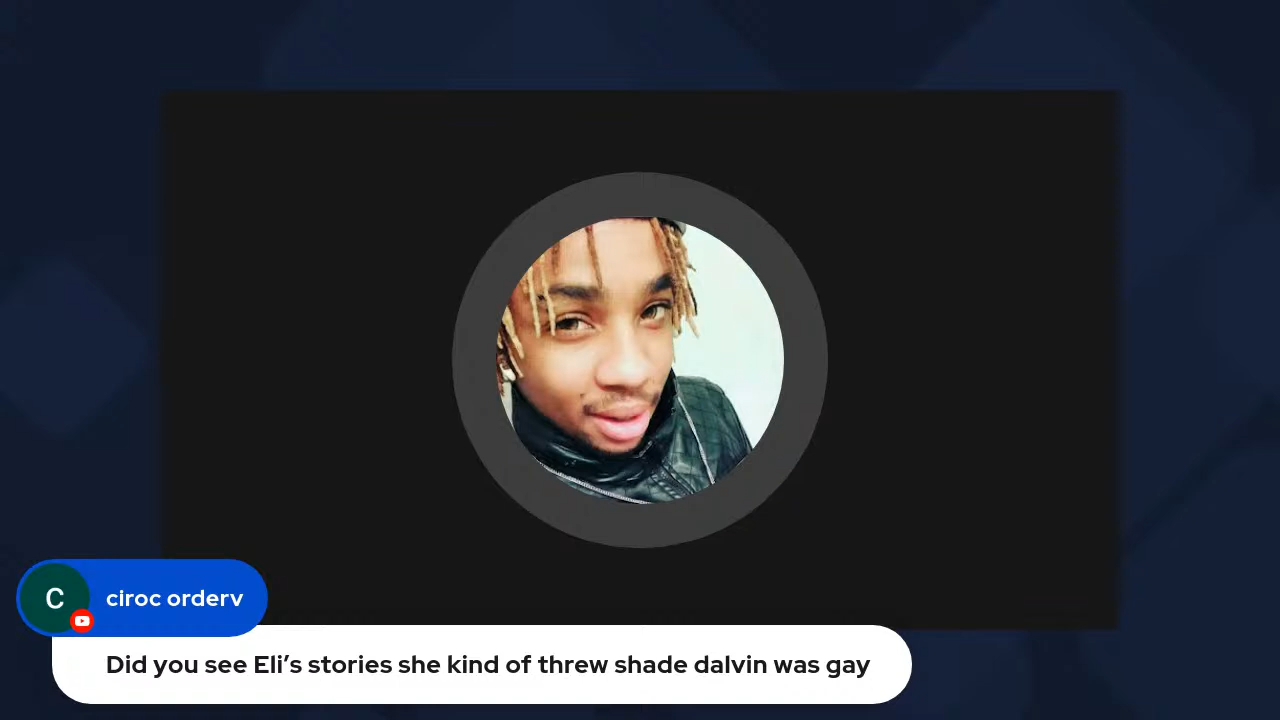 C
ciroc orderv
Did you see Eli’s stories she kind of threw shade dalvin was gay